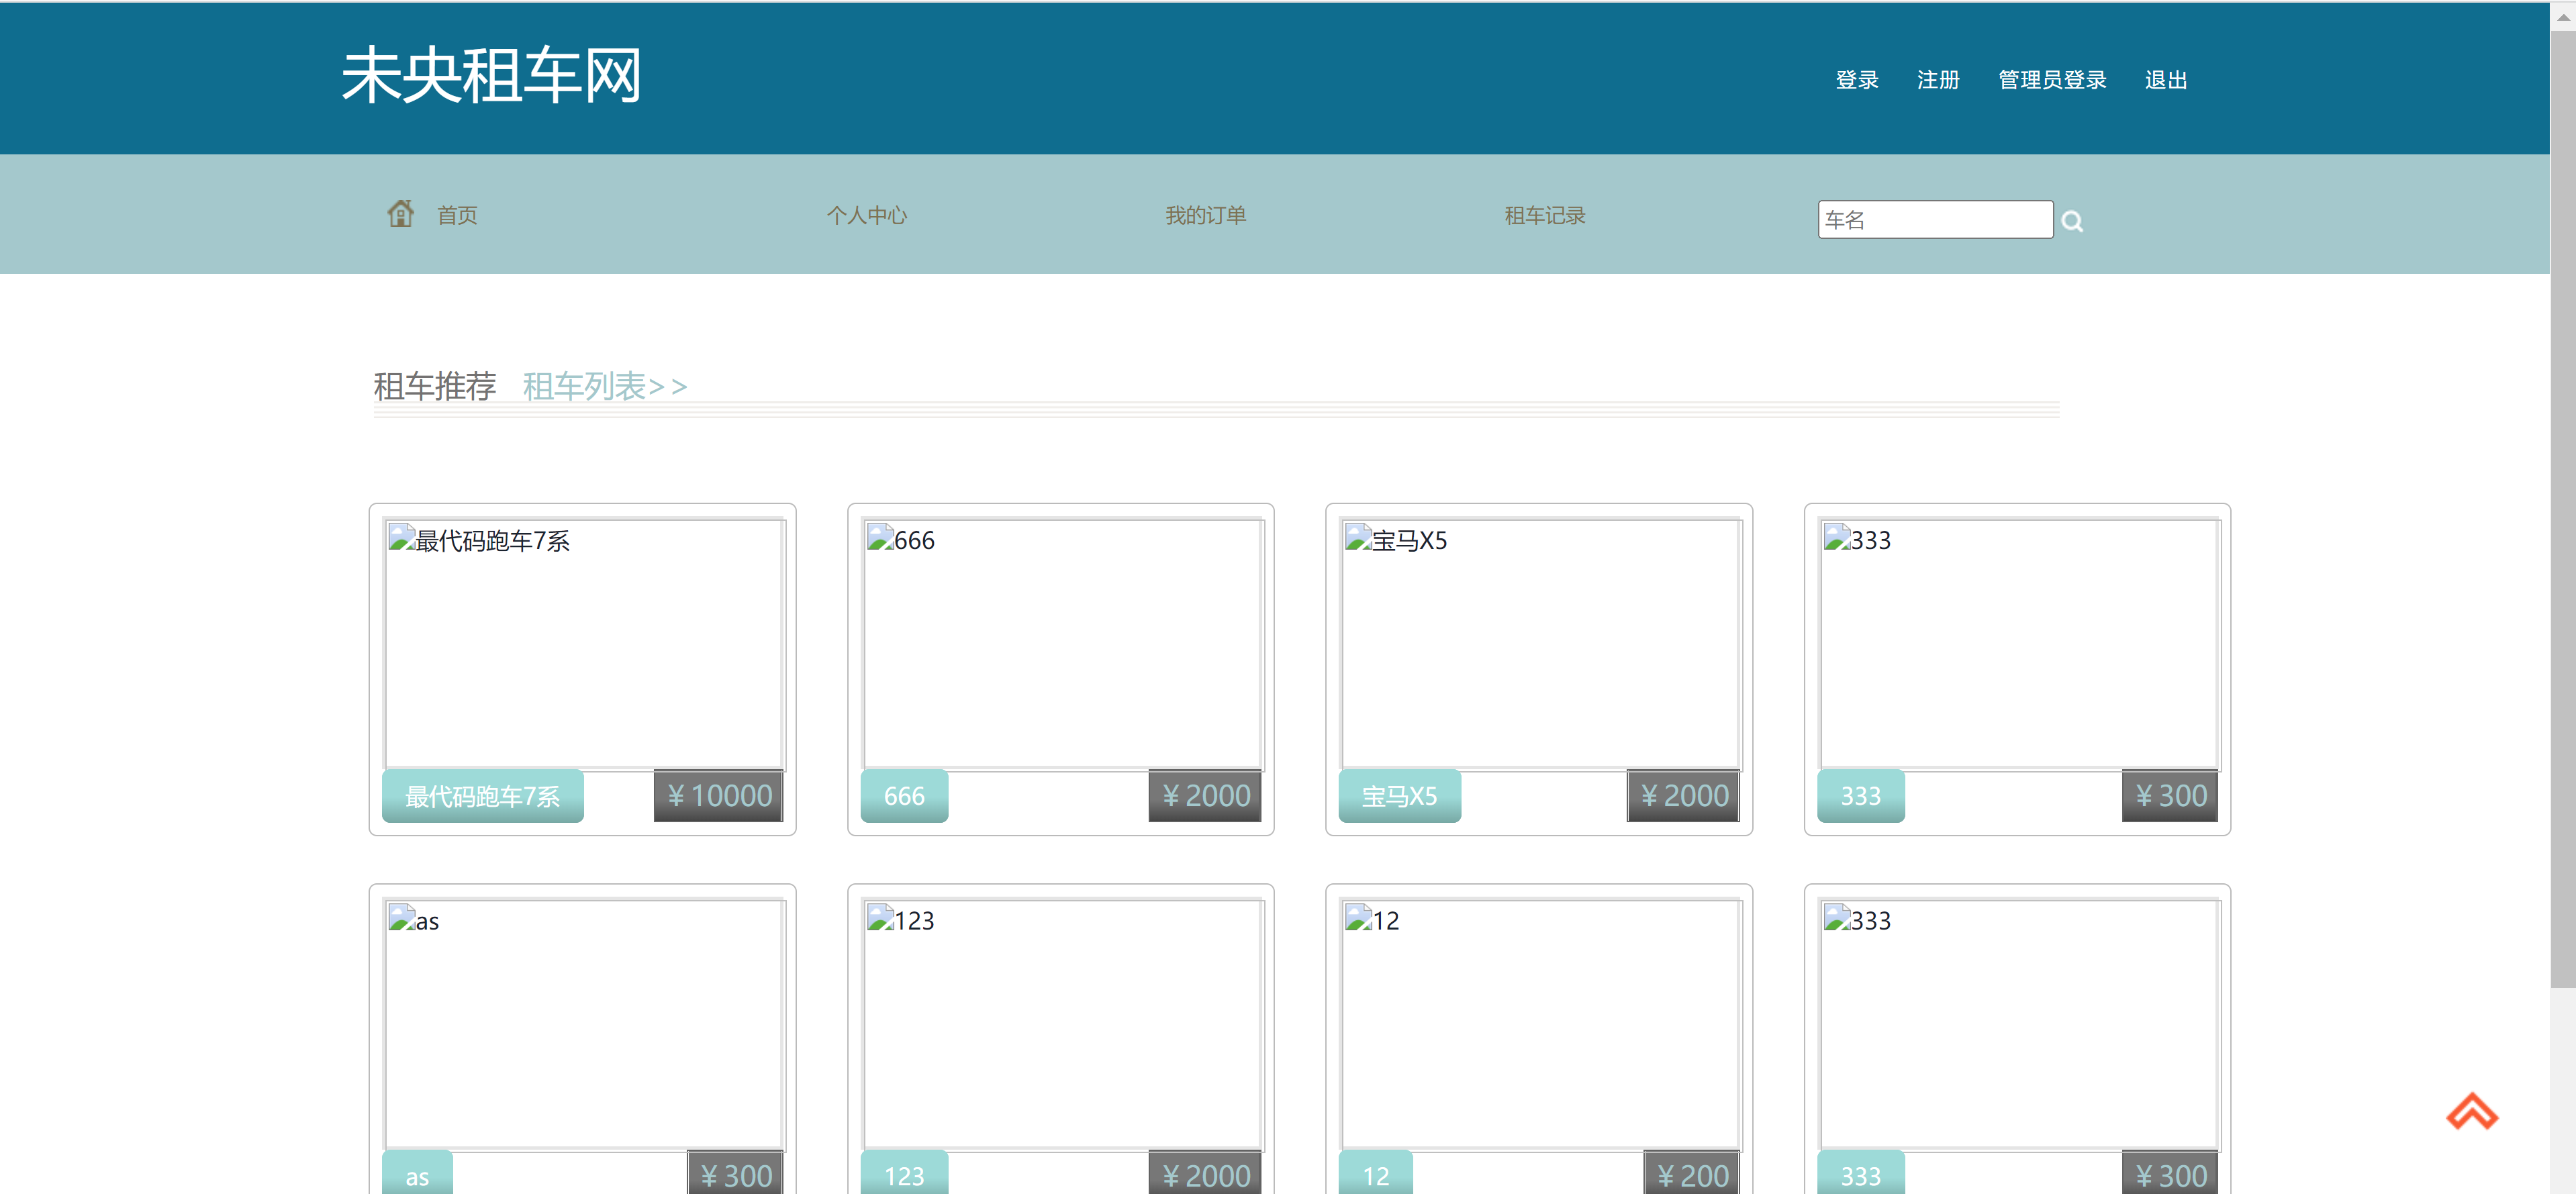 未央租车网
登录 注册 管理员登录 退出
首页 个人中心 我的订单 租车记录 车名
租车推荐 租车列表>>
最代码跑车7系 666 宝马X5 333
最代码跑车7系 ¥10000 666 ¥2000 宝马X5 ¥2000 333 ¥300
as 123 12 333
as ¥300 123 ¥2000 12 ¥200 333 ¥300